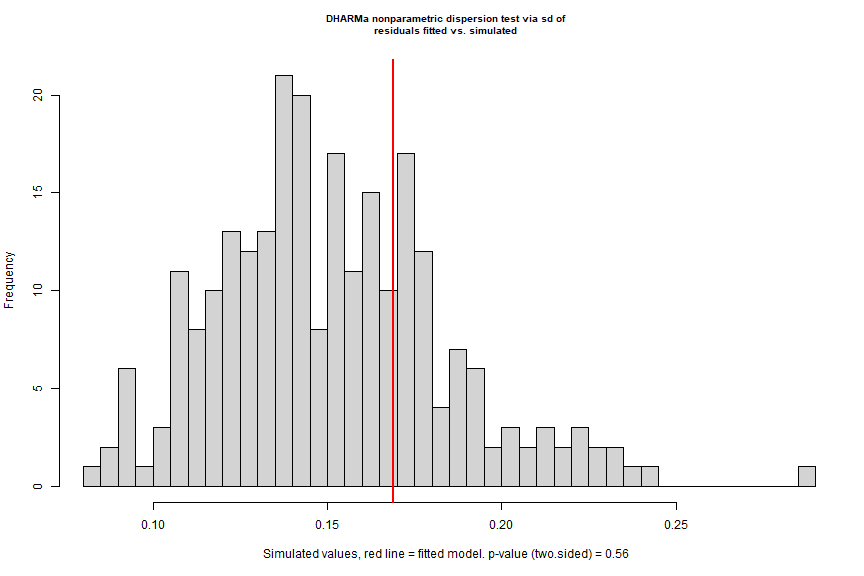 DHARMa nonparametric dispersion test via sd of
residuals fitted vs. simulated
20
15
10
5
0
Frequency
0.10 0.15 0.20 0.25
Simulated values, red line = fitted model. p-value (two.sided) = 0.56